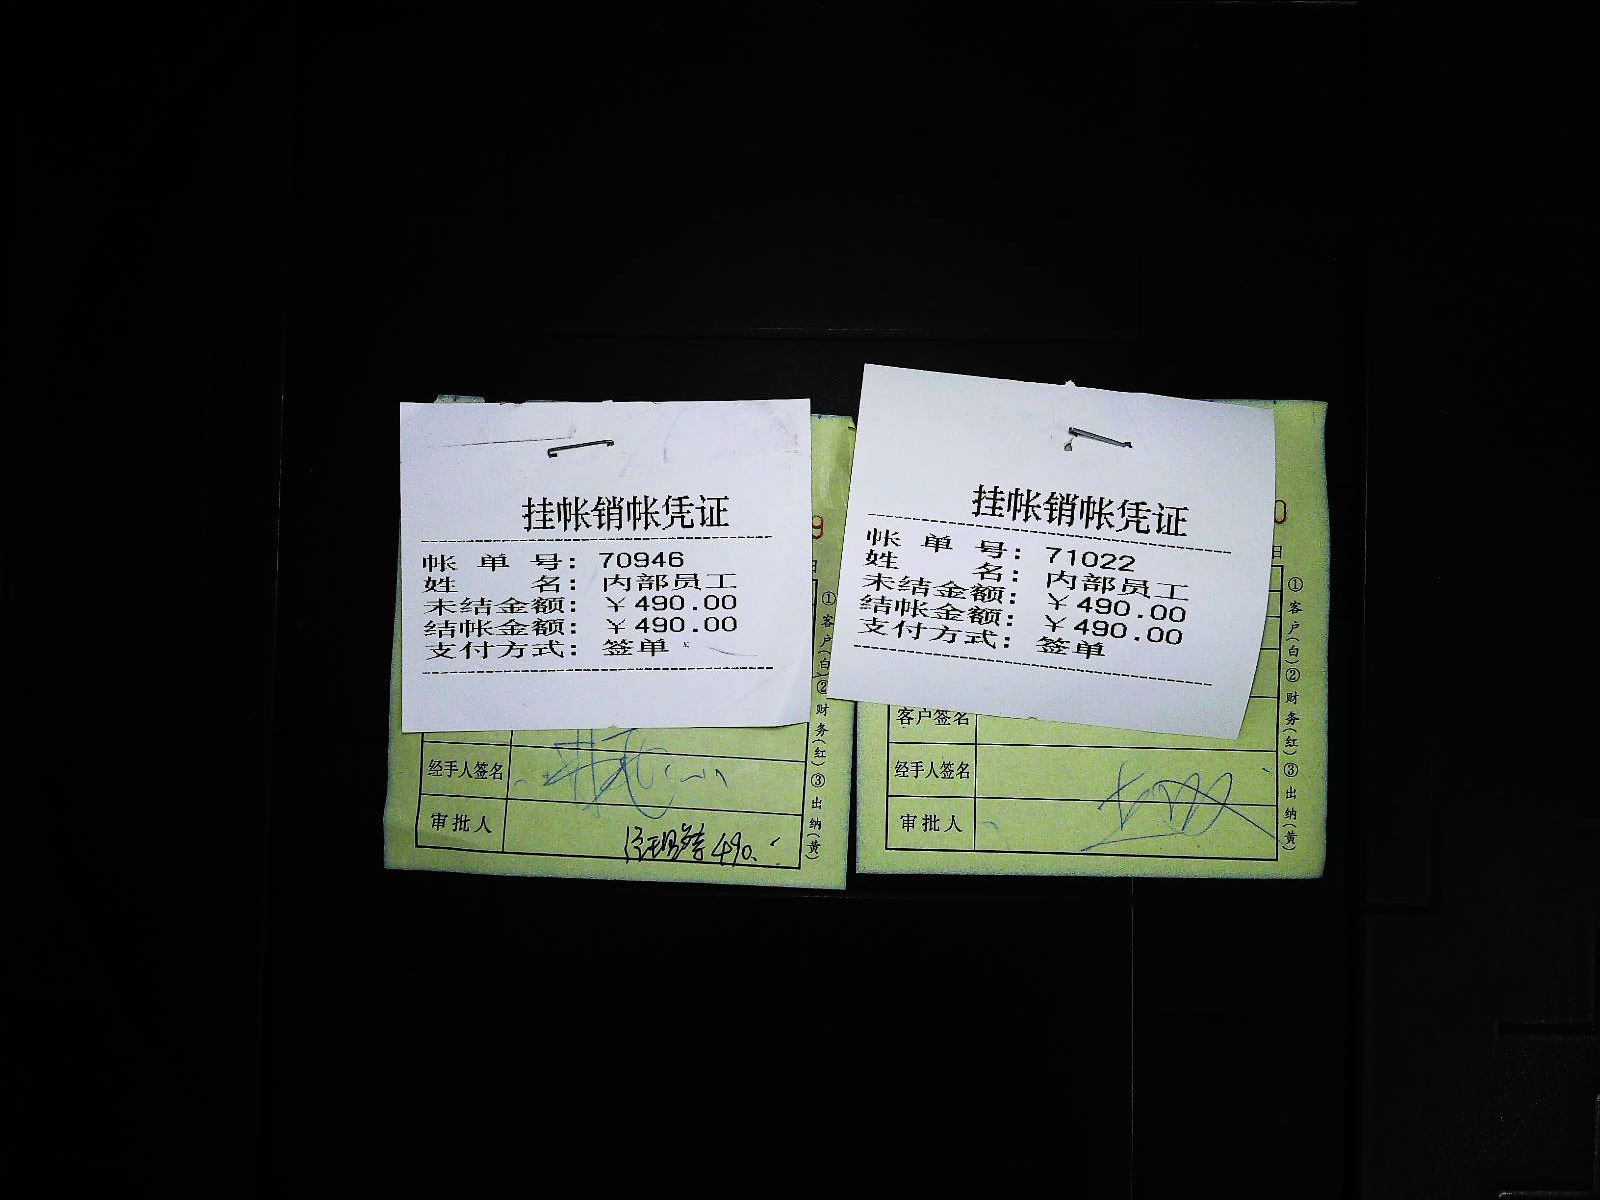 挂帐销帐凭证
帐单号：70946
姓名：内部员工
未结金额：￥490.00
结帐金额：￥490.00
支付方式：签单
9
日
①客户(白)②财务(红)③出纳(黄)
经手人签名
审批人
490.
挂帐销帐凭证
帐单号：71022
姓名：内部员工
未结金额：￥490.00
结帐金额：￥490.00
支付方式：签单
0
日
①客户(白)②财务(红)③出纳(黄)
客户签名
经手人签名
审批人